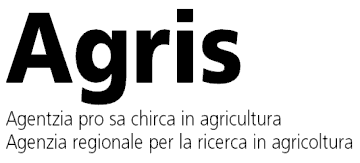 Agris
Agentzia pro sa chirca in agricultura
Agenzia regionale per la ricerca in agricoltura